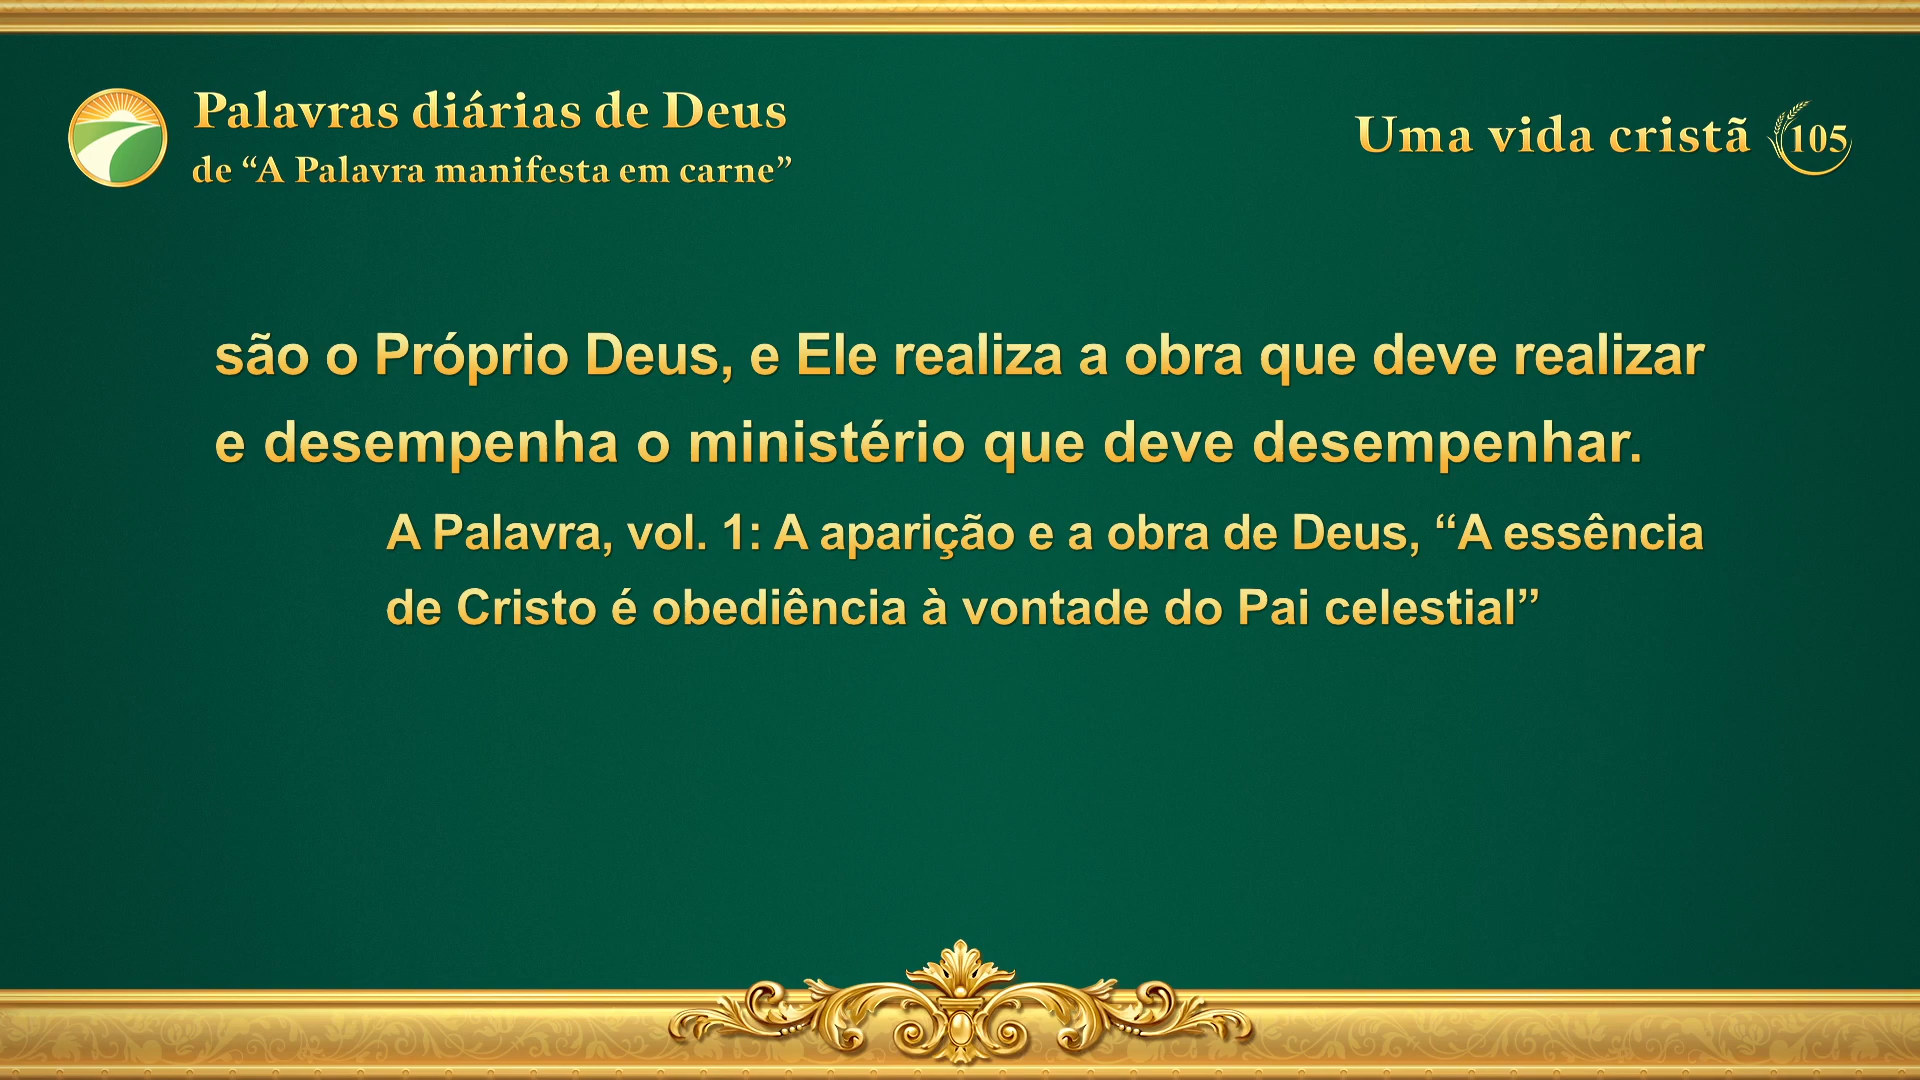 Palavras diárias de Deus
de “A Palavra manifesta em carne”
Uma vida cristã 105
são o Próprio Deus, e Ele realiza a obra que deve realizar
e desempenha o ministério que deve desempenhar.
A Palavra, vol. 1: A aparição e a obra de Deus, “A essência
de Cristo é obediência à vontade do Pai celestial”